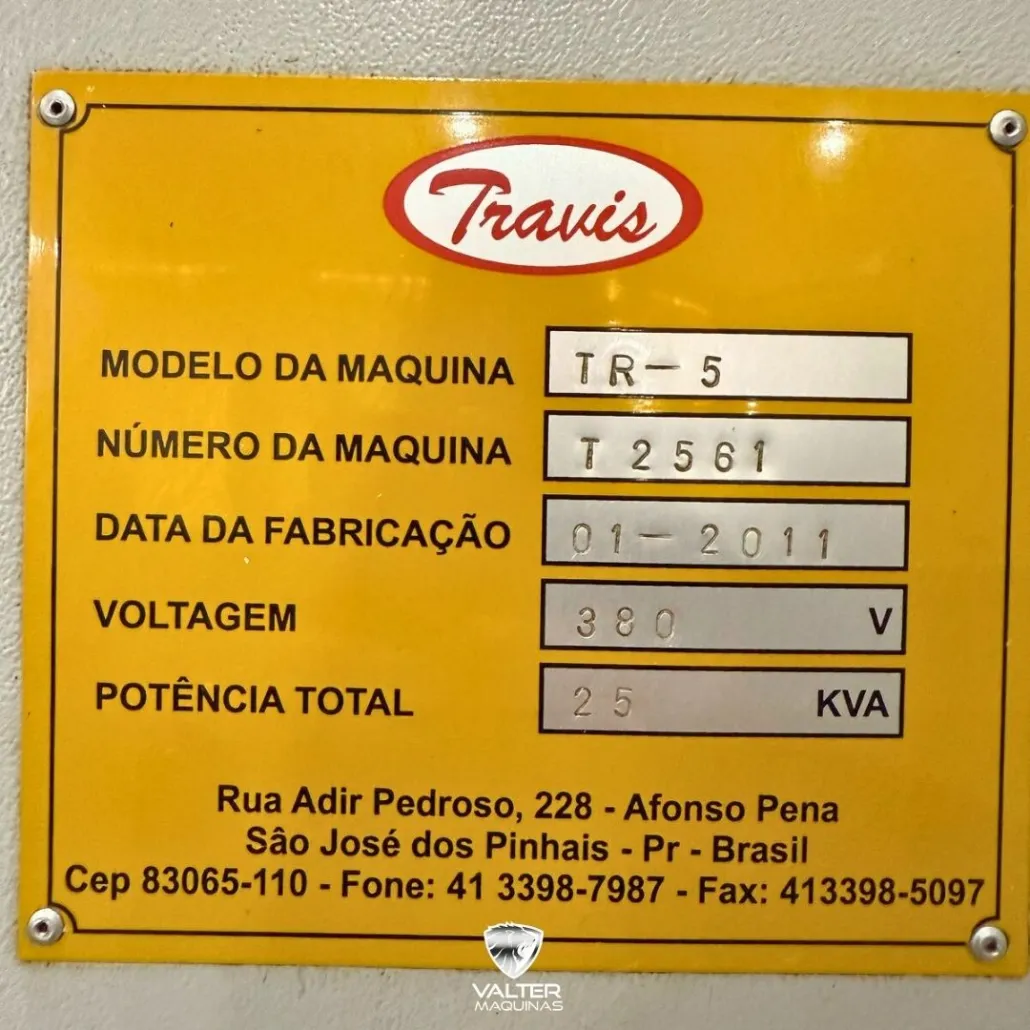 Travis
MODELO DA MAQUINA TR-5
NÚMERO DA MAQUINA T 2561
DATA DA FABRICAÇÃO 01-2011
VOLTAGEM 380 V
POTÊNCIA TOTAL 25 KVA
Rua Adir Pedroso, 228 - Afonso Pena
Sâo José dos Pinhais - Pr - Brasil
Cep 83065-110 - Fone: 41 3398-7987 - Fax: 413398-5097
VALTER
MAQUINAS